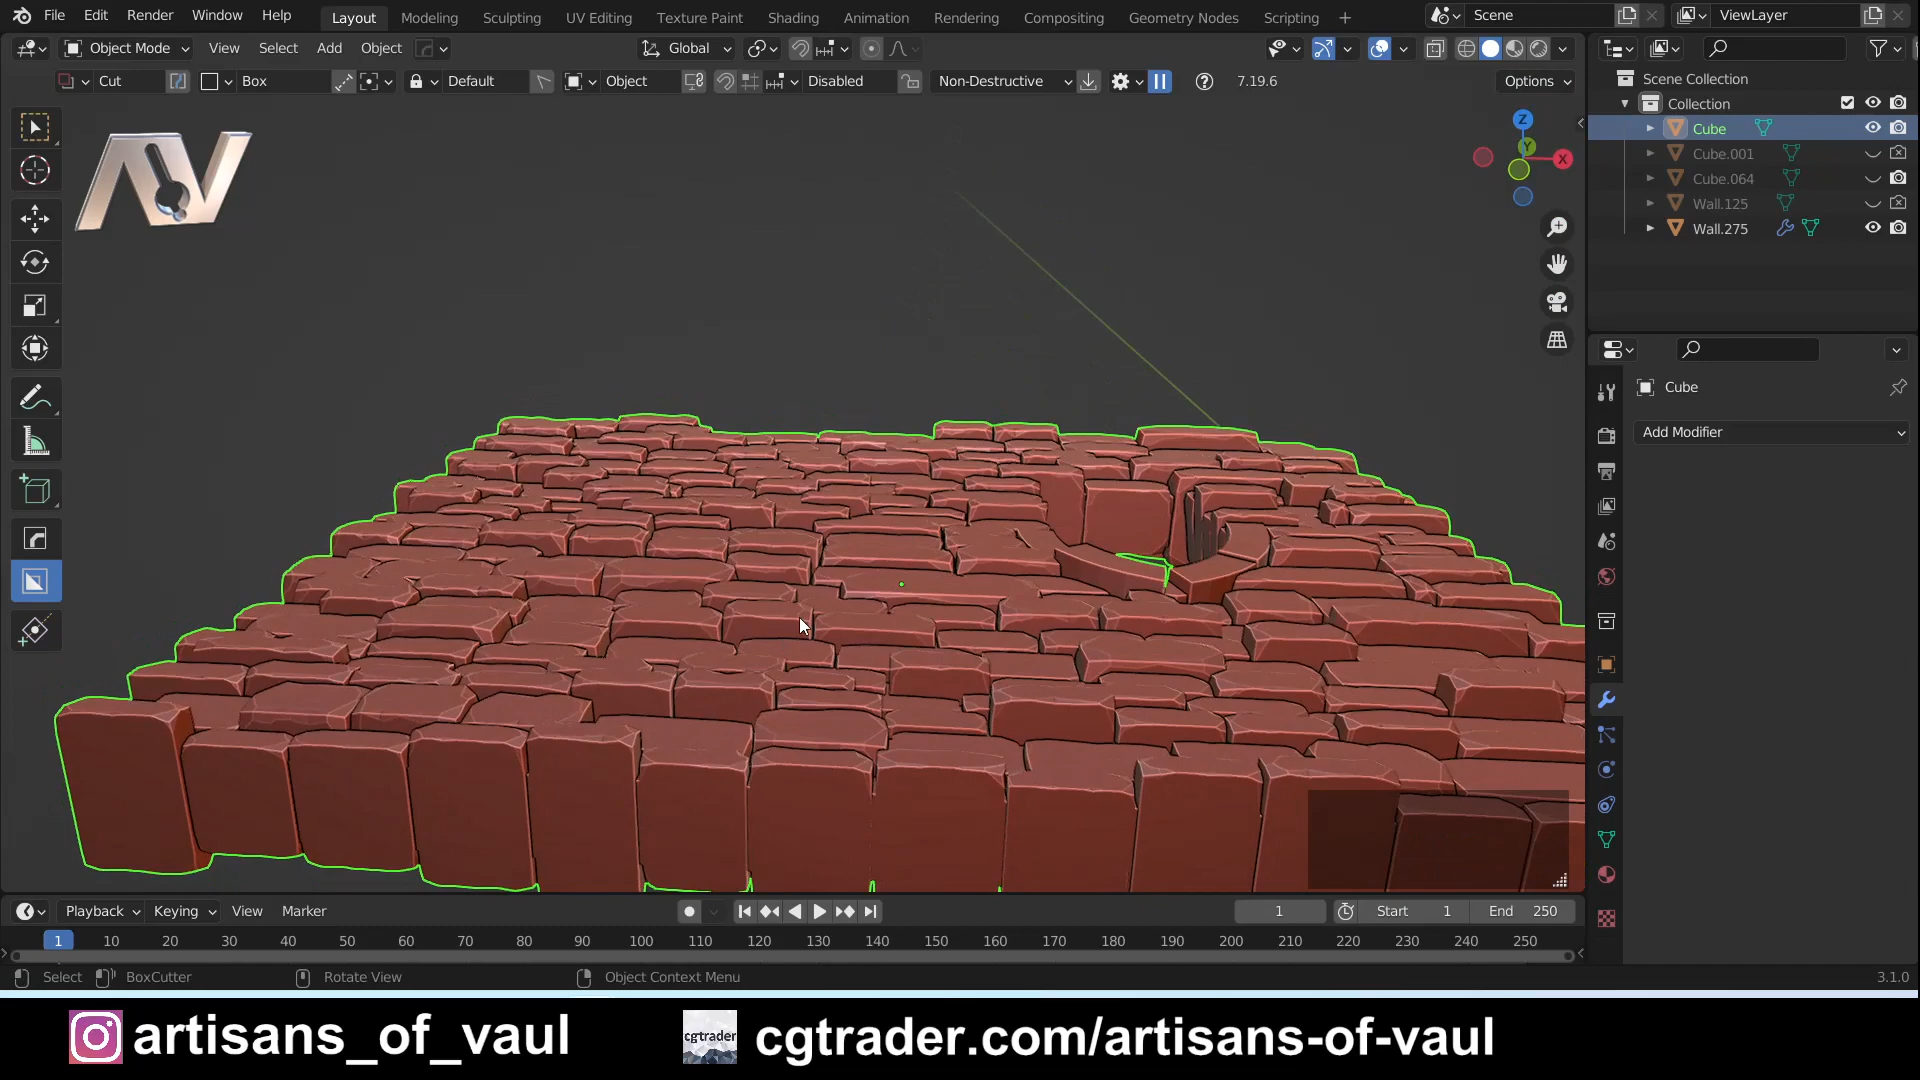 File Edit Render Window Help Layout Modeling Sculpting UV Editing Texture Paint Shading Animation Rendering Compositing Geometry Nodes Scripting + Scene ViewLayer
Object Mode View Select Add Object Global
Cut Box Default Object Disabled Non-Destructive 7.19.6 Options
Scene Collection
Collection
Cube
Cube.001
Cube.064
Wall.125
Wall.275
Z
Y
X
AV
Cube
Add Modifier
Playback Keying View Marker 1 Start 1 End 250
1 10 20 30 40 50 60 70 80 90 100 110 120 130 140 150 160 170 180 190 200 210 220 230 240 250
Select BoxCutter Rotate View Object Context Menu 3.1.0
artisans_of_vaul cgtrader cgtrader.com/artisans-of-vaul